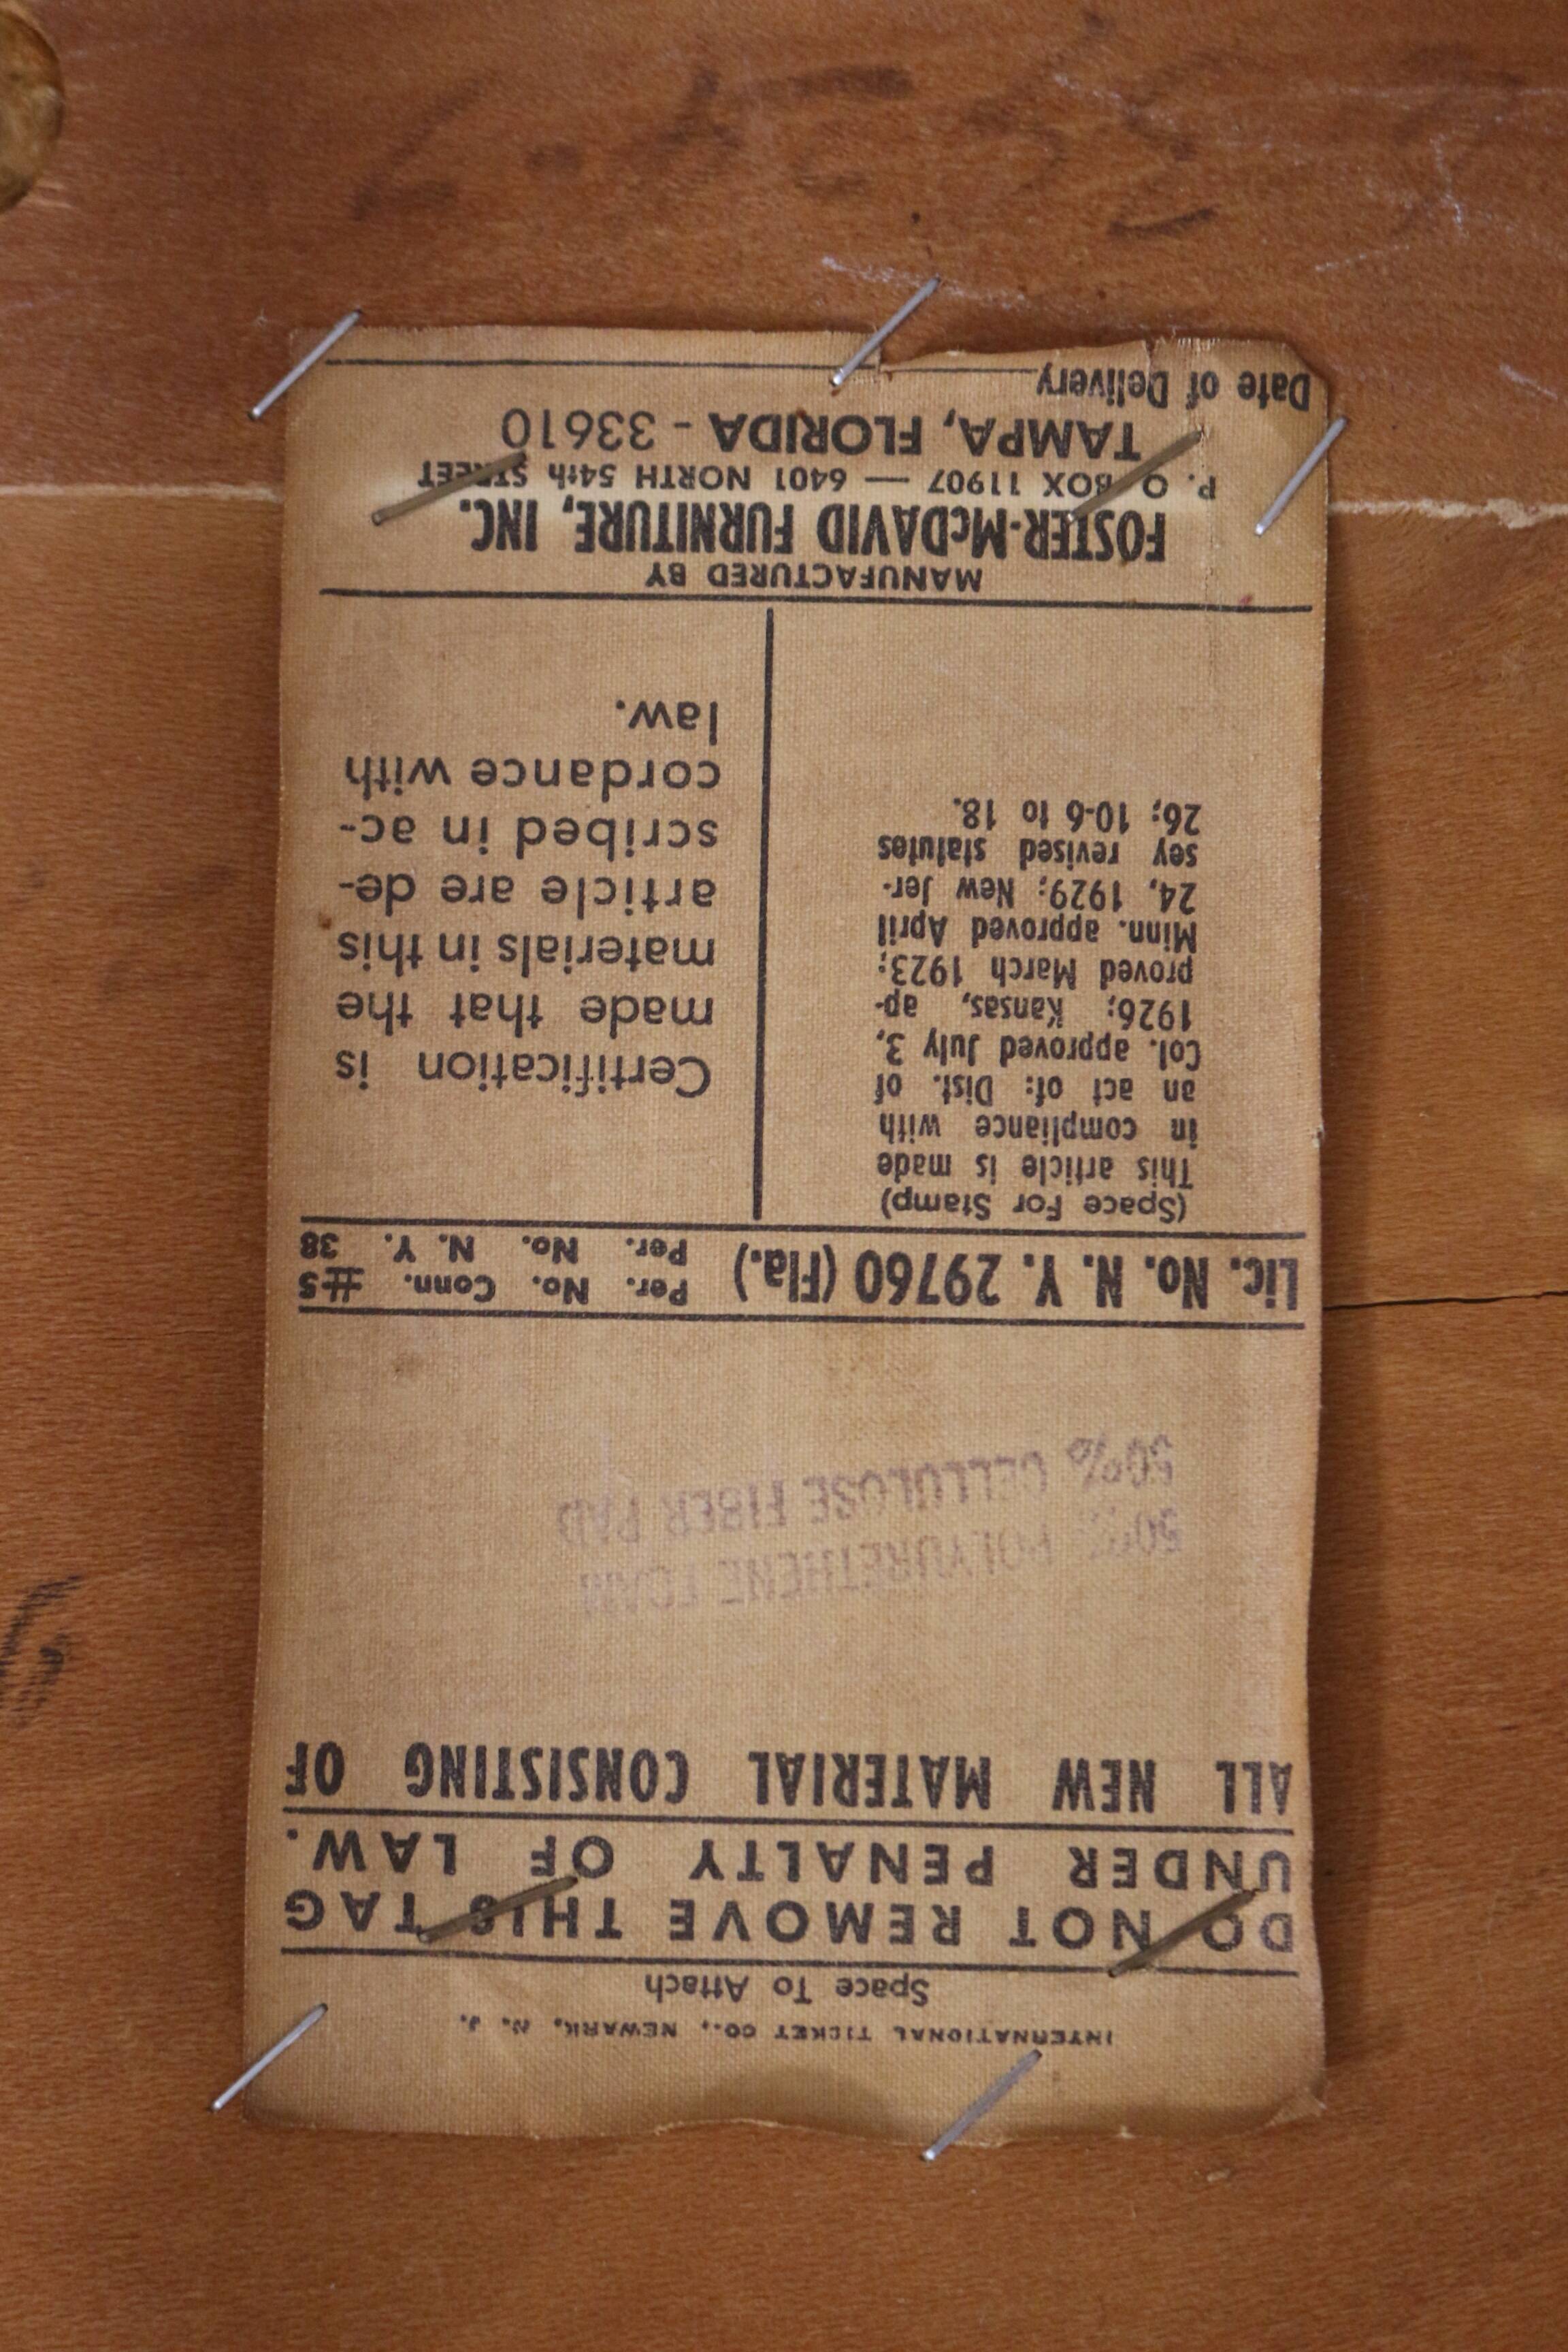 INTERNATIONAL TICKET CO., NEWARK, N. J.
Space To Attach
DO NOT REMOVE THIS TAG
UNDER PENALTY OF LAW.
ALL NEW MATERIAL CONSISTING OF
50% POLYURETHENE FOAM
50% CELLULOSE FIBER PAD
Lic. No. N. Y. 29760 (Fla.)
Per. No. Conn. #5
Per. No. N. Y. 38
(Space For Stamp)
This article is made
in compliance with
an act of: Dist. of
Col. approved July 3,
1926; Kansas, ap-
proved March 1923;
Minn. approved April
24, 1929; New Jer-
sey revised statutes
26; 10-6 to 18.
Certification is
made that the
materials in this
article are de-
scribed in ac-
cordance with
law.
MANUFACTURED BY
FOSTER-McDAVID FURNITURE, INC.
P. O. BOX 11907 — 6401 NORTH 54th STREET
TAMPA, FLORIDA - 33610
Date of Delivery